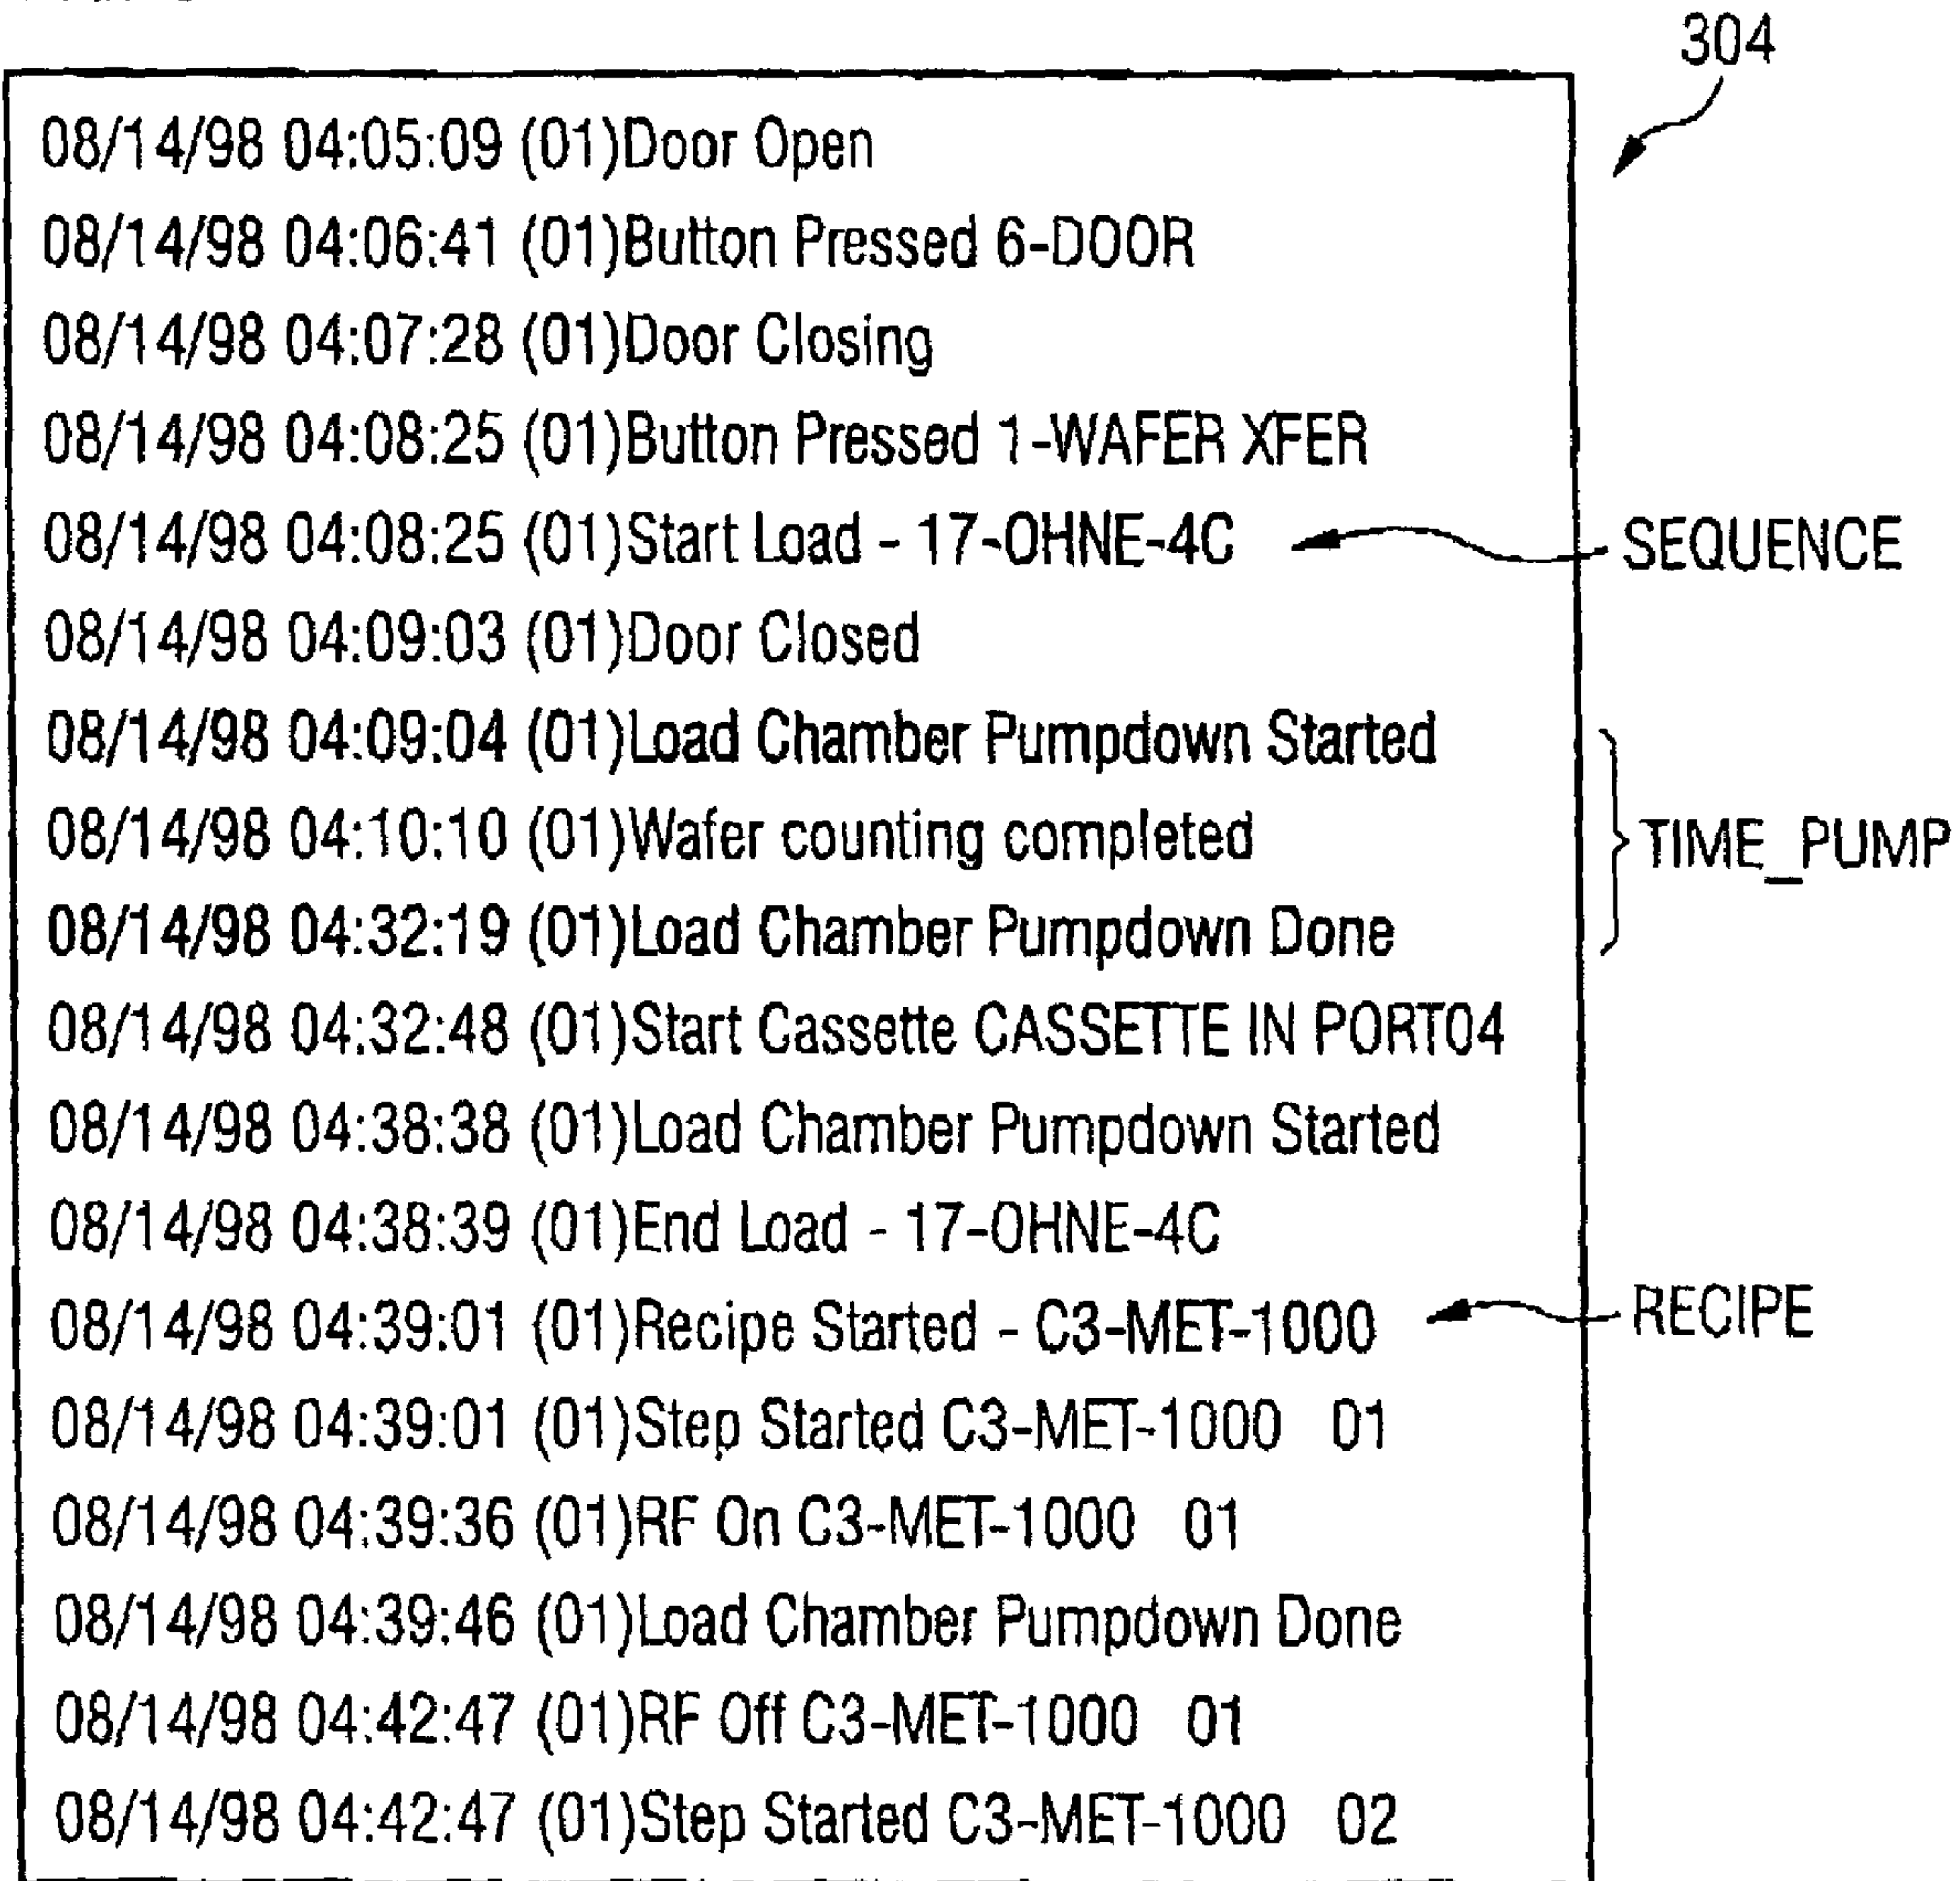 304
08/14/98 04:05:09 (01)Door Open
08/14/98 04:06:41 (01)Button Pressed 6-DOOR
08/14/98 04:07:28 (01)Door Closing
08/14/98 04:08:25 (01)Button Pressed 1-WAFER XFER
08/14/98 04:08:25 (01)Start Load - 17-OHNE-4C SEQUENCE
08/14/98 04:09:03 (01)Door Closed
08/14/98 04:09:04 (01)Load Chamber Pumpdown Started
08/14/98 04:10:10 (01)Wafer counting completed TIME_PUMP
08/14/98 04:32:19 (01)Load Chamber Pumpdown Done
08/14/98 04:32:48 (01)Start Cassette CASSETTE IN PORT04
08/14/98 04:38:38 (01)Load Chamber Pumpdown Started
08/14/98 04:38:39 (01)End Load - 17-OHNE-4C
08/14/98 04:39:01 (01)Recipe Started - C3-MET-1000 RECIPE
08/14/98 04:39:01 (01)Step Started C3-MET-1000 01
08/14/98 04:39:36 (01)RF On C3-MET-1000 01
08/14/98 04:39:46 (01)Load Chamber Pumpdown Done
08/14/98 04:42:47 (01)RF Off C3-MET-1000 01
08/14/98 04:42:47 (01)Step Started C3-MET-1000 02